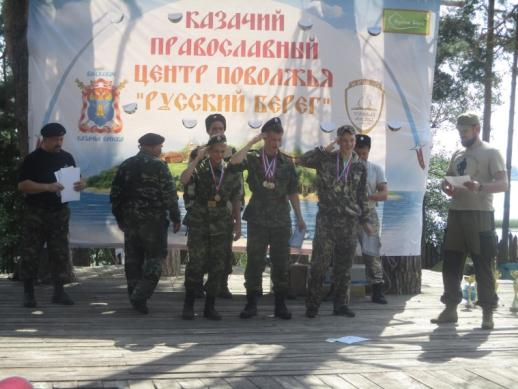 КАЗАЧИЙ
ПРАВОСЛАВНЫЙ
ЦЕНТР ПОВОЛЖЬЯ
"РУССКИЙ БЕРЕГ"